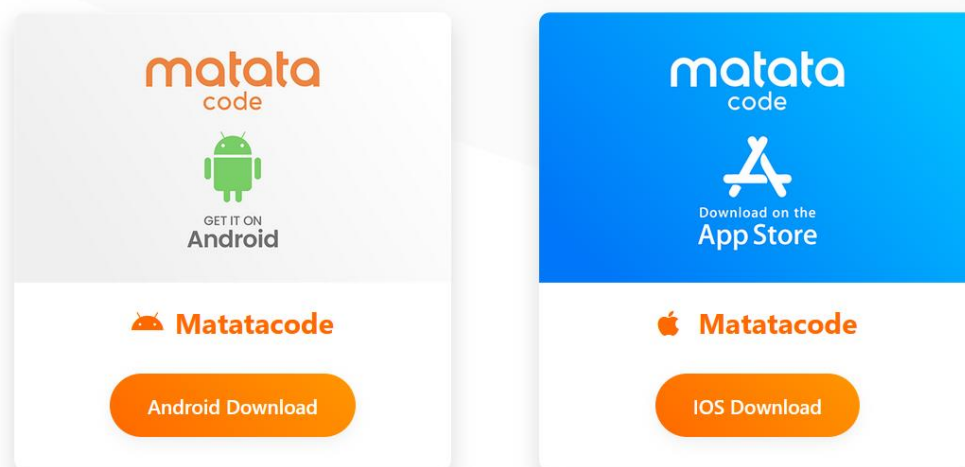 matata
code
GET IT ON
Android
Matatacode
Android Download
matata
code
Download on the
App Store
Matatacode
IOS Download